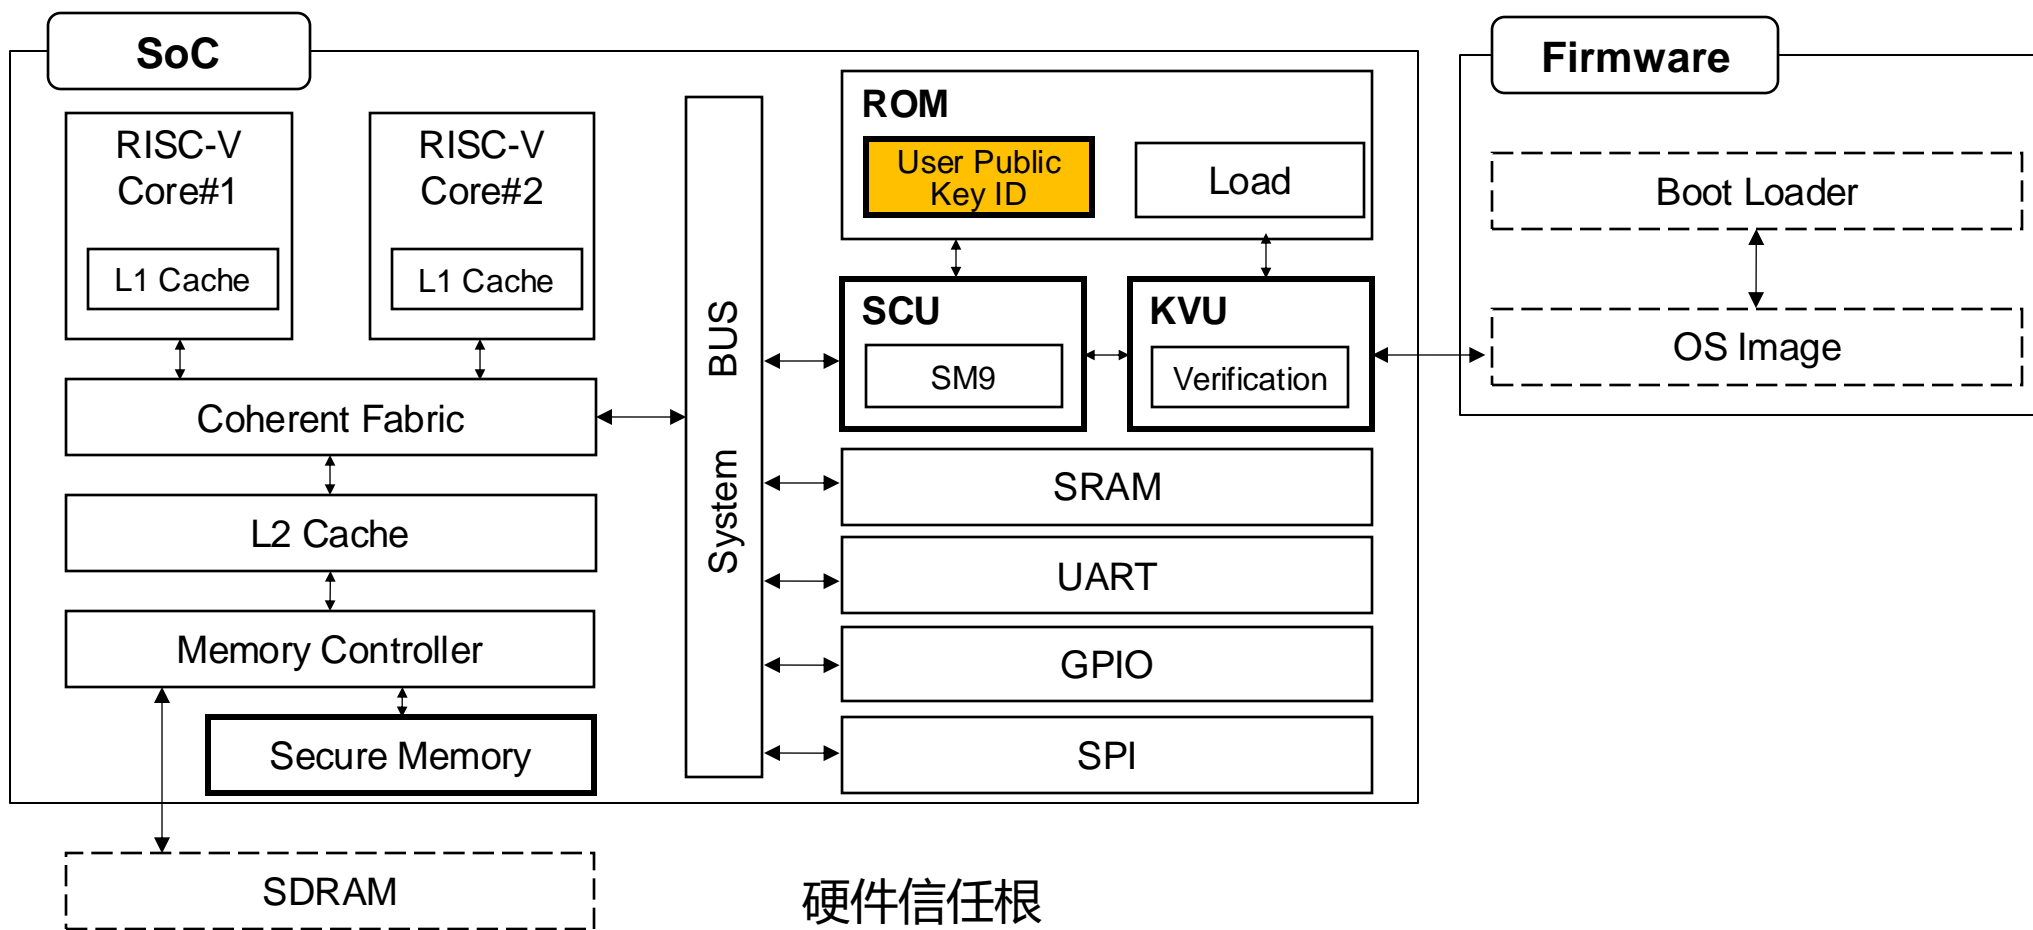 SoC
RISC-V
Core#1
L1 Cache
RISC-V
Core#2
L1 Cache
Coherent Fabric
L2 Cache
Memory Controller
Secure Memory
SDRAM
System BUS
ROM
User Public
Key ID
Load
SCU
SM9
KVU
Verification
SRAM
UART
GPIO
SPI
Firmware
Boot Loader
OS Image
硬件信任根